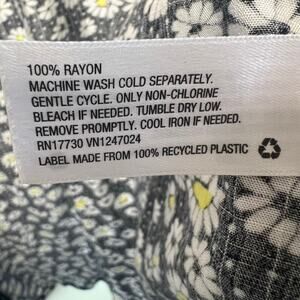 100% RAYON
MACHINE WASH COLD SEPARATELY.
GENTLE CYCLE. ONLY NON-CHLORINE
BLEACH IF NEEDED. TUMBLE DRY LOW.
REMOVE PROMPTLY. COOL IRON IF NEEDED.
RN17730 VN1247024
LABEL MADE FROM 100% RECYCLED PLASTIC